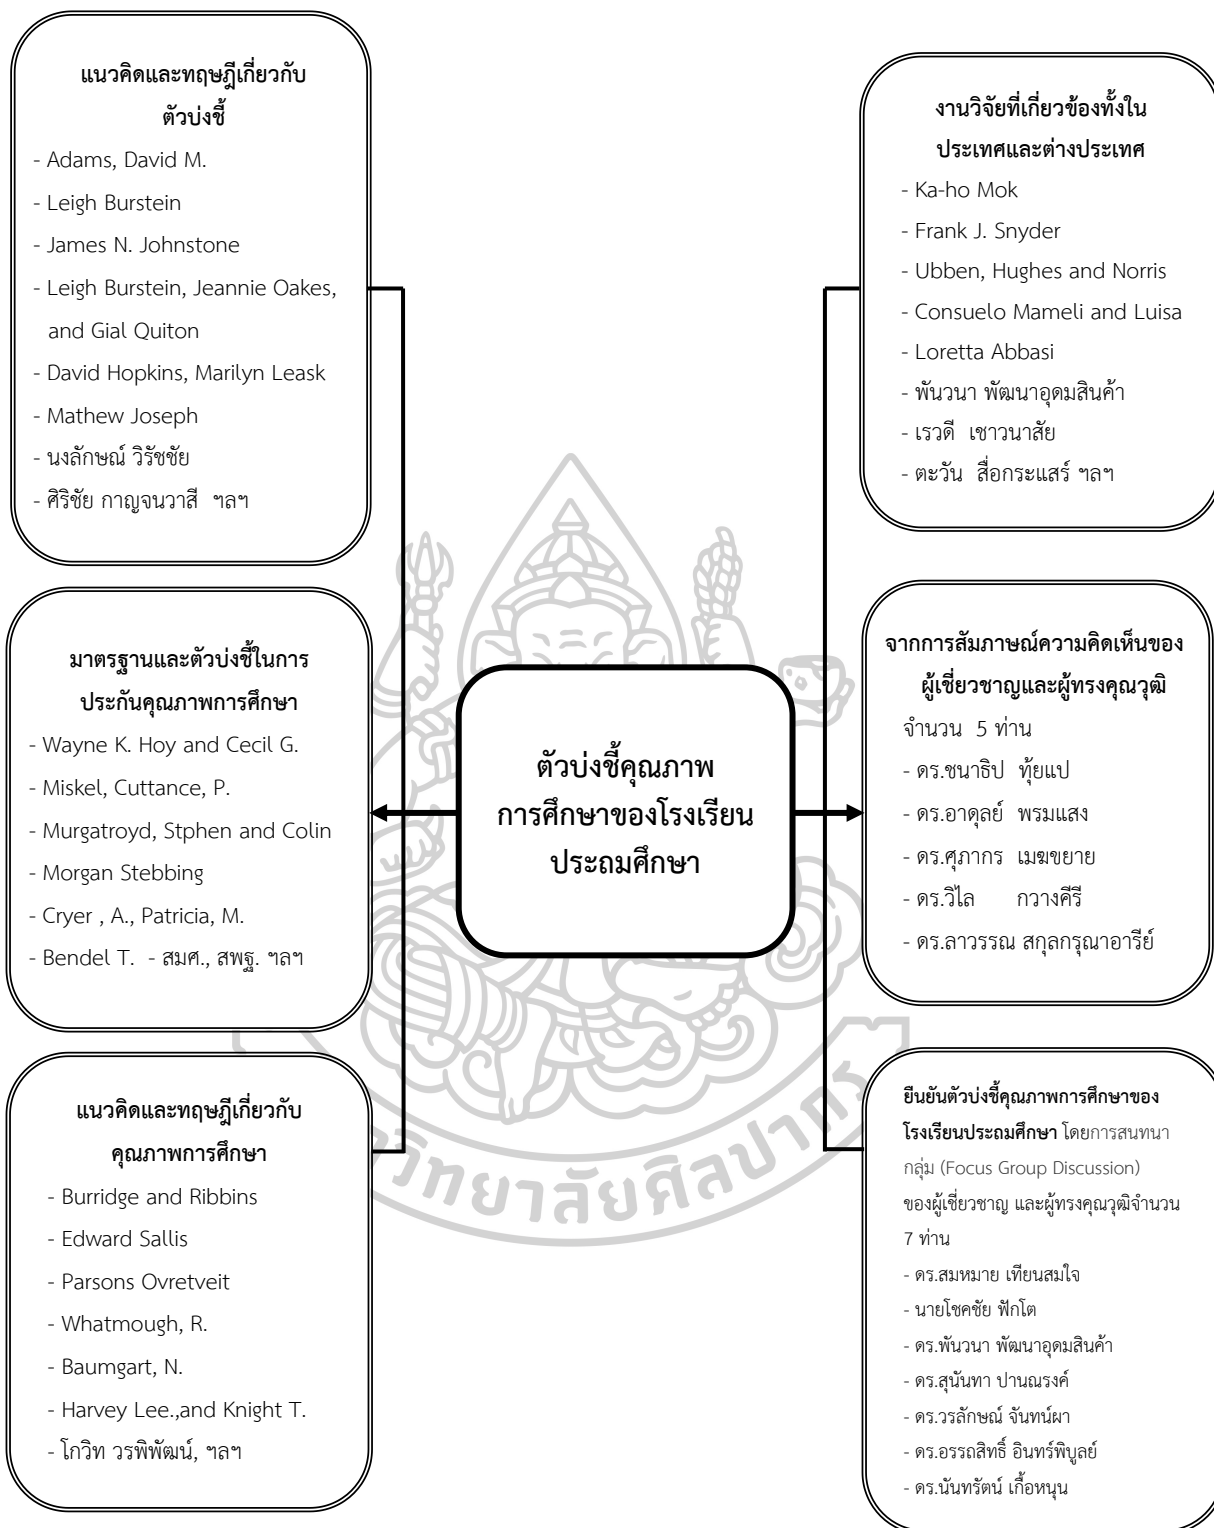 แนวคิดและทฤษฎีเกี่ยวกับ
ตัวบ่งชี้
- Adams, David M.
- Leigh Burstein
- James N. Johnstone
- Leigh Burstein, Jeannie Oakes,
and Gial Quiton
- David Hopkins, Marilyn Leask
- Mathew Joseph
- นงลักษณ์ วิรัชชัย
- ศิริชัย กาญจนวาสี ฯลฯ
มาตรฐานและตัวบ่งชี้ในการ
ประกันคุณภาพการศึกษา
- Wayne K. Hoy and Cecil G.
- Miskel, Cuttance, P.
- Murgatroyd, Stphen and Colin
- Morgan Stebbing
- Cryer , A., Patricia, M.
- Bendel T. - สมศ., สพฐ. ฯลฯ
แนวคิดและทฤษฎีเกี่ยวกับ
คุณภาพการศึกษา
- Burridge and Ribbins
- Edward Sallis
- Parsons Ovretveit
- Whatmough, R.
- Baumgart, N.
- Harvey Lee.,and Knight T.
- โกวิท วรพิพัฒน์, ฯลฯ
ตัวบ่งชี้คุณภาพ
การศึกษาของโรงเรียน
ประถมศึกษา
งานวิจัยที่เกี่ยวข้องทั้งใน
ประเทศและต่างประเทศ
- Ka-ho Mok
- Frank J. Snyder
- Ubben, Hughes and Norris
- Consuelo Mameli and Luisa
- Loretta Abbasi
- พันวนา พัฒนาอุดมสินค้า
- เรวดี เชาวนาสัย
- ตะวัน สื่อกระแสร์ ฯลฯ
จากการสัมภาษณ์ความคิดเห็นของ
ผู้เชี่ยวชาญและผู้ทรงคุณวุฒิ
จำนวน 5 ท่าน
- ดร.ชนาธิป ทุ้ยแป
- ดร.อาดุลย์ พรมแสง
- ดร.ศุภากร เมฆขยาย
- ดร.วิไล กวางคีรี
- ดร.ลาวรรณ สกุลกรุณาอารีย์
ยืนยันตัวบ่งชี้คุณภาพการศึกษาของ
โรงเรียนประถมศึกษา โดยการสนทนา
กลุ่ม (Focus Group Discussion)
ของผู้เชี่ยวชาญ และผู้ทรงคุณวุฒิจำนวน
7 ท่าน
- ดร.สมหมาย เทียนสมใจ
- นายโชคชัย ฟักโต
- ดร.พันวนา พัฒนาอุดมสินค้า
- ดร.สุนันทา ปานณรงค์
- ดร.วรลักษณ์ จันทน์ผา
- ดร.อรรถสิทธิ์ อินทร์พิบูลย์
- ดร.นันทรัตน์ เกื้อหนุน
วิทยาลัยศิลปากร